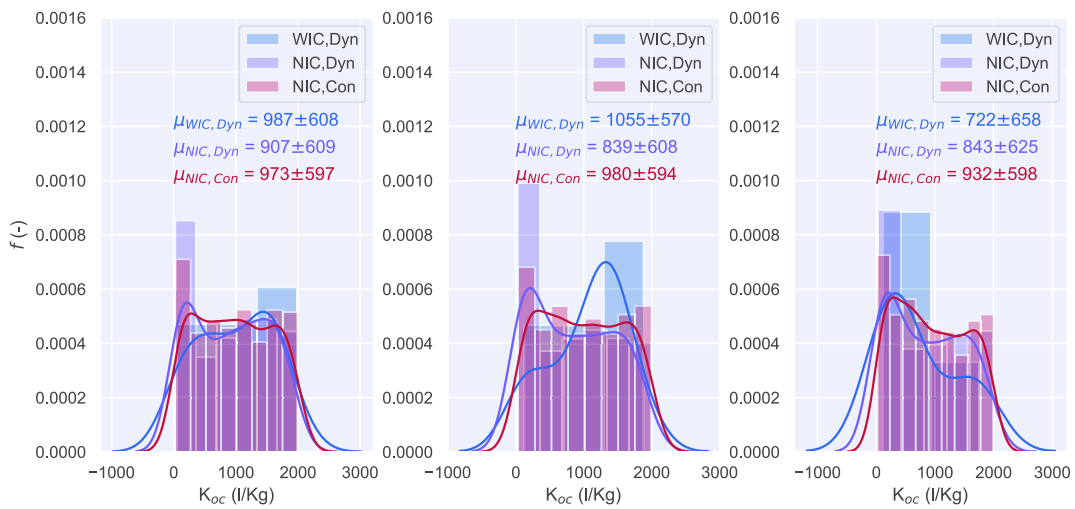 0.0016
0.0014
0.0012
0.0010
0.0008
0.0006
0.0004
0.0002
0.0000
f (-)
WIC,Dyn
NIC,Dyn
NIC,Con
μWIC, Dyn = 987±608
μNIC, Dyn = 907±609
μNIC, Con = 973±597
−1000 0 1000 2000 3000
Koc (l/Kg)
0.0016
0.0014
0.0012
0.0010
0.0008
0.0006
0.0004
0.0002
0.0000
WIC,Dyn
NIC,Dyn
NIC,Con
μWIC, Dyn = 1055±570
μNIC, Dyn = 839±608
μNIC, Con = 980±594
−1000 0 1000 2000 3000
Koc (l/Kg)
0.0016
0.0014
0.0012
0.0010
0.0008
0.0006
0.0004
0.0002
0.0000
WIC,Dyn
NIC,Dyn
NIC,Con
μWIC, Dyn = 722±658
μNIC, Dyn = 843±625
μNIC, Con = 932±598
−1000 0 1000 2000 3000
Koc (l/Kg)